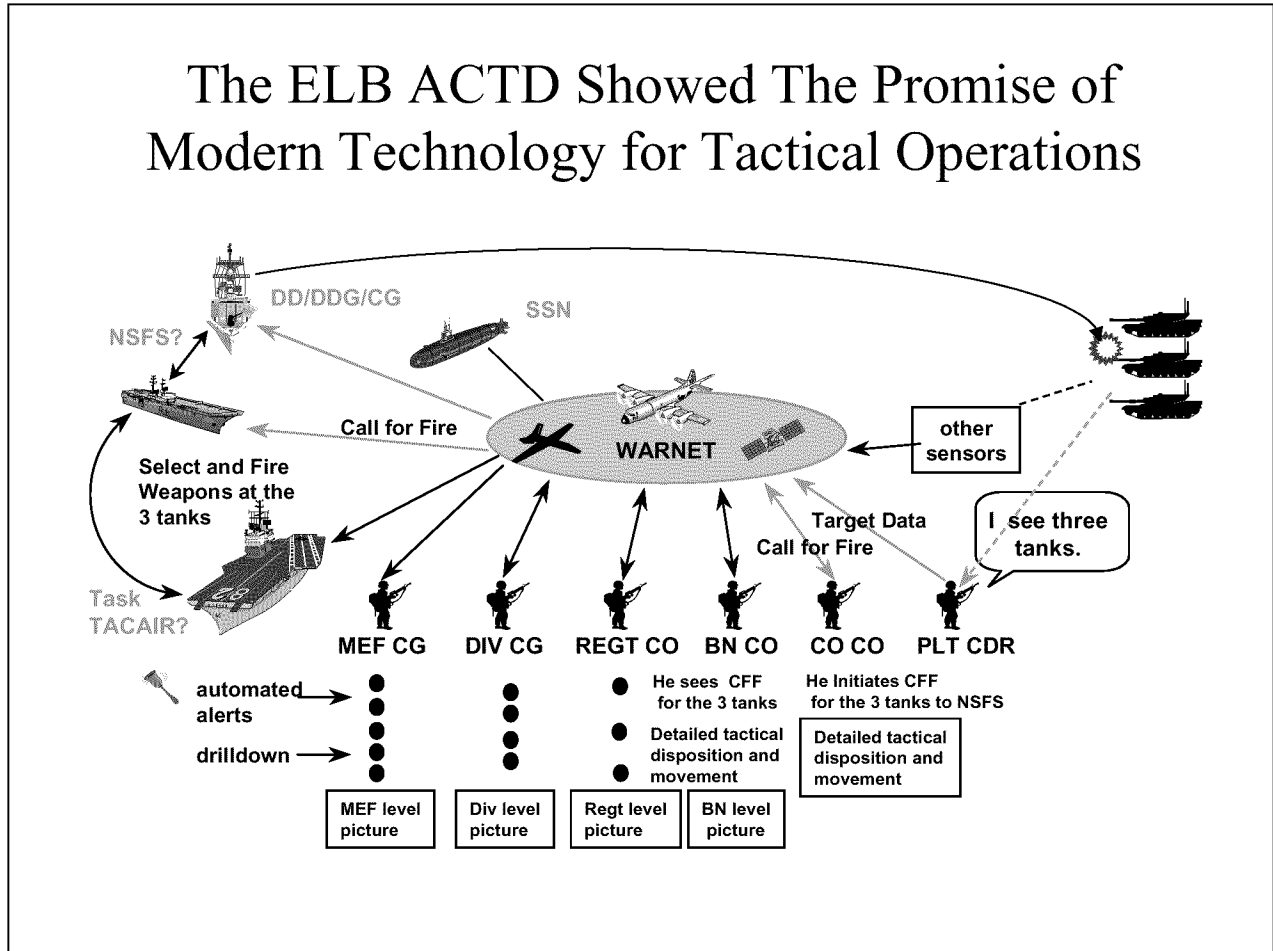 The ELB ACTD Showed The Promise of
Modern Technology for Tactical Operations
DD/DDG/CG
SSN
NSFS?
Call for Fire
WARNET
other
sensors
Select and Fire
Weapons at the
3 tanks
Target Data
Call for Fire
I see three
tanks.
Task
TACAIR?
MEF CG
DIV CG
REGT CO
BN CO
CO CO
PLT CDR
automated
alerts
drilldown
He sees CFF
for the 3 tanks
He Initiates CFF
for the 3 tanks to NSFS
Detailed tactical
disposition and
movement
Detailed tactical
disposition and
movement
MEF level
picture
Div level
picture
Regt level
picture
BN level
picture